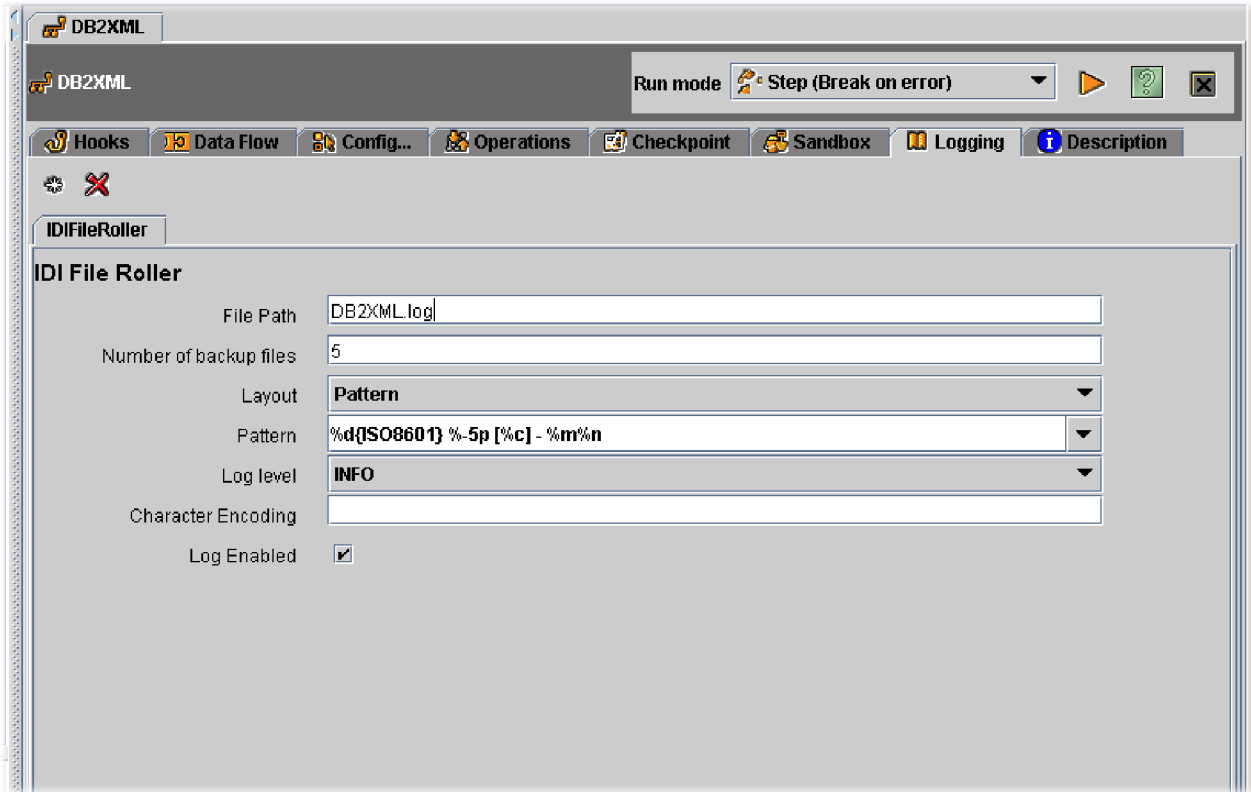 DB2XML
DB2XML Run mode Step (Break on error)
Hooks Data Flow Config... Operations Checkpoint Sandbox Logging Description
IDIFileRoller
IDI File Roller
File Path DB2XML.log
Number of backup files 5
Layout Pattern
Pattern %d{ISO8601} %-5p [%c] - %m%n
Log level INFO
Character Encoding
Log Enabled